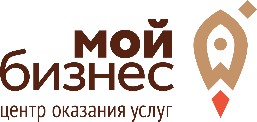 мой
бизнес
центр оказания услуг